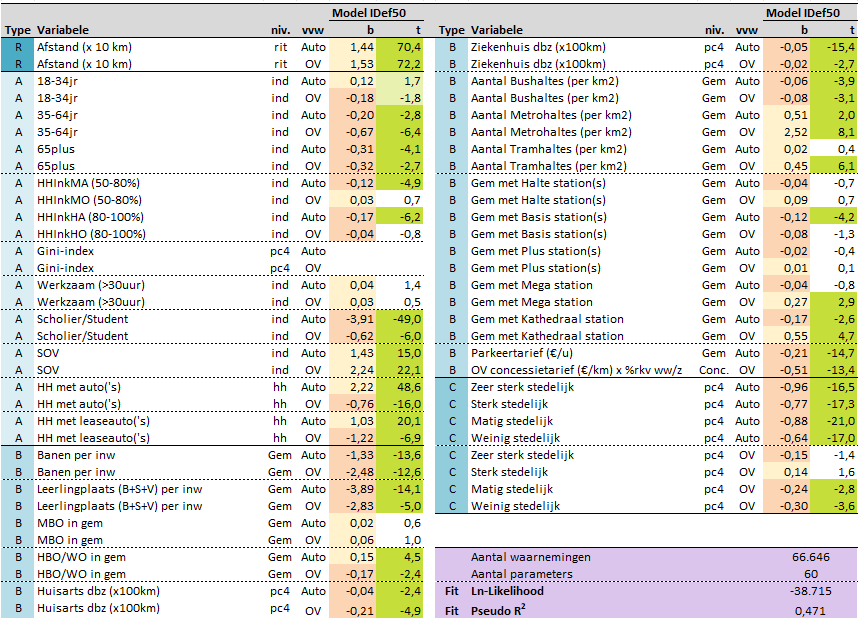 Model IDef50
Type Variabele niv. vvw b t
R Afstand (x 10 km) rit Auto 1,44 70,4
R Afstand (x 10 km) rit OV 1,53 72,2
A 18-34jr ind Auto 0,12 1,7
A 18-34jr ind OV -0,18 -1,8
A 35-64jr ind Auto -0,20 -2,8
A 35-64jr ind OV -0,67 -6,4
A 65plus ind Auto -0,31 -4,1
A 65plus ind OV -0,32 -2,7
A HHInkMA (50-80%) ind Auto -0,12 -4,9
A HHInkMO (50-80%) ind OV 0,03 0,7
A HHInkHA (80-100%) ind Auto -0,17 -6,2
A HHInkHO (80-100%) ind OV -0,04 -0,8
A Gini-index pc4 Auto
A Gini-index pc4 OV
A Werkzaam (>30uur) ind Auto 0,04 1,4
A Werkzaam (>30uur) ind OV 0,03 0,5
A Scholier/Student ind Auto -3,91 -49,0
A Scholier/Student ind OV -0,62 -6,0
A SOV ind Auto 1,43 15,0
A SOV ind OV 2,24 22,1
A HH met auto('s) hh Auto 2,22 48,6
A HH met auto('s) hh OV -0,76 -16,0
A HH met leaseauto('s) hh Auto 1,03 20,1
A HH met leaseauto('s) hh OV -1,22 -6,9
B Banen per inw Gem Auto -1,33 -13,6
B Banen per inw Gem OV -2,48 -12,6
B Leerlingplaats (B+S+V) per inw Gem Auto -3,89 -14,1
B Leerlingplaats (B+S+V) per inw Gem OV -2,83 -5,0
B MBO in gem Gem Auto 0,02 0,6
B MBO in gem Gem OV 0,06 1,0
B HBO/WO in gem Gem Auto 0,15 4,5
B HBO/WO in gem Gem OV -0,17 -2,4
B Huisarts dbz (x100km) pc4 Auto -0,04 -2,4
B Huisarts dbz (x100km) pc4 OV -0,21 -4,9
Model IDef50
Type Variabele niv. vvw b t
B Ziekenhuis dbz (x100km) pc4 Auto -0,05 -15,4
B Ziekenhuis dbz (x100km) pc4 OV -0,02 -2,7
B Aantal Bushaltes (per km2) Gem Auto -0,06 -3,9
B Aantal Bushaltes (per km2) Gem OV -0,08 -3,1
B Aantal Metrohaltes (per km2) Gem Auto 0,51 2,0
B Aantal Metrohaltes (per km2) Gem OV 2,52 8,1
B Aantal Tramhaltes (per km2) Gem Auto 0,02 0,4
B Aantal Tramhaltes (per km2) Gem OV 0,45 6,1
B Gem met Halte station(s) Gem Auto -0,04 -0,7
B Gem met Halte station(s) Gem OV 0,09 0,7
B Gem met Basis station(s) Gem Auto -0,12 -4,2
B Gem met Basis station(s) Gem OV -0,08 -1,3
B Gem met Plus station(s) Gem Auto -0,02 -0,4
B Gem met Plus station(s) Gem OV 0,01 0,1
B Gem met Mega station Gem Auto -0,04 -0,8
B Gem met Mega station Gem OV 0,27 2,9
B Gem met Kathedraal station Gem Auto -0,17 -2,6
B Gem met Kathedraal station Gem OV 0,55 4,7
B Parkeertarief (€/u) Gem Auto -0,21 -14,7
B OV concessietarief (€/km) x %rkv ww/z Conc. OV -0,51 -13,4
C Zeer sterk stedelijk pc4 Auto -0,96 -16,5
C Sterk stedelijk pc4 Auto -0,77 -17,3
C Matig stedelijk pc4 Auto -0,88 -21,0
C Weinig stedelijk pc4 Auto -0,64 -17,0
C Zeer sterk stedelijk pc4 OV -0,15 -1,4
C Sterk stedelijk pc4 OV 0,14 1,6
C Matig stedelijk pc4 OV -0,24 -2,8
C Weinig stedelijk pc4 OV -0,30 -3,6
Aantal waarnemingen 66.646
Aantal parameters 60
Fit Ln-Likelihood -38.715
Fit Pseudo R² 0,471